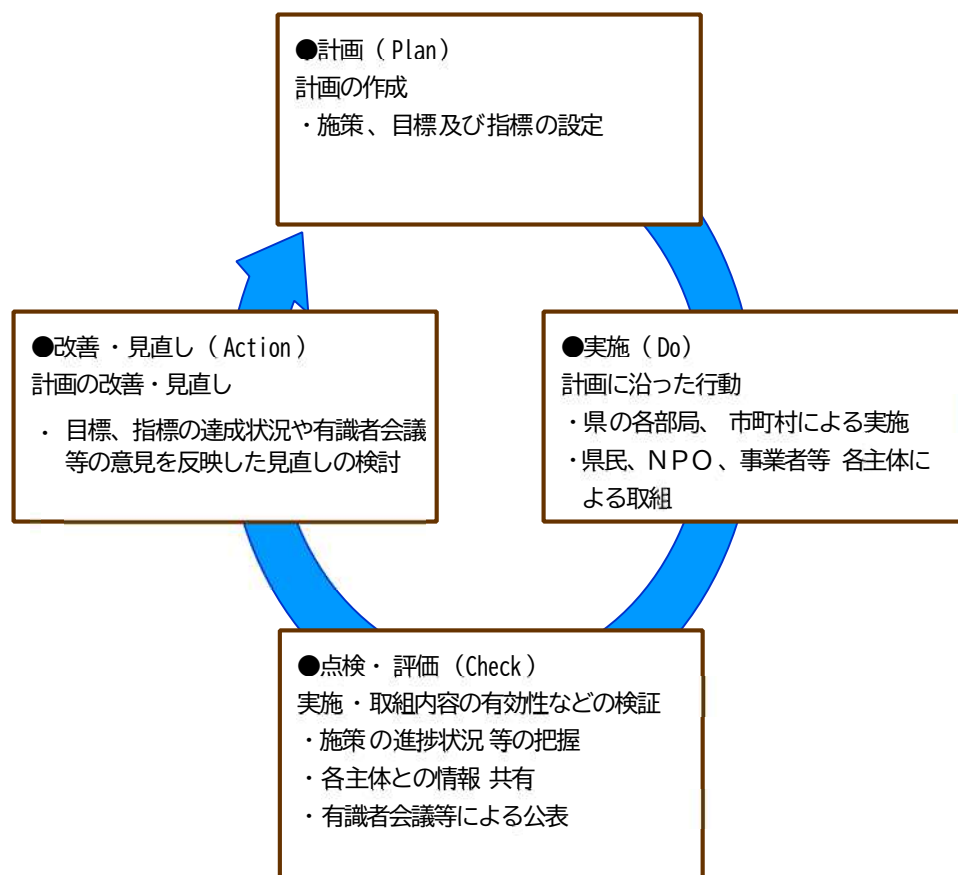 ●計画（Plan）
計画の作成
・施策、目標及び指標の設定
●実施（Do）
計画に沿った行動
・県の各部局、市町村による実施
・県民、ＮＰＯ、事業者等 各主体に
よる取組
●点検・評価（Check）
実施・取組内容の有効性などの検証
・施策の進捗状況等の把握
・各主体との情報共有
・有識者会議等による公表
●改善・見直し（Action）
計画の改善・見直し
・ 目標、指標の達成状況や有識者会議
等の意見を反映した見直しの検討